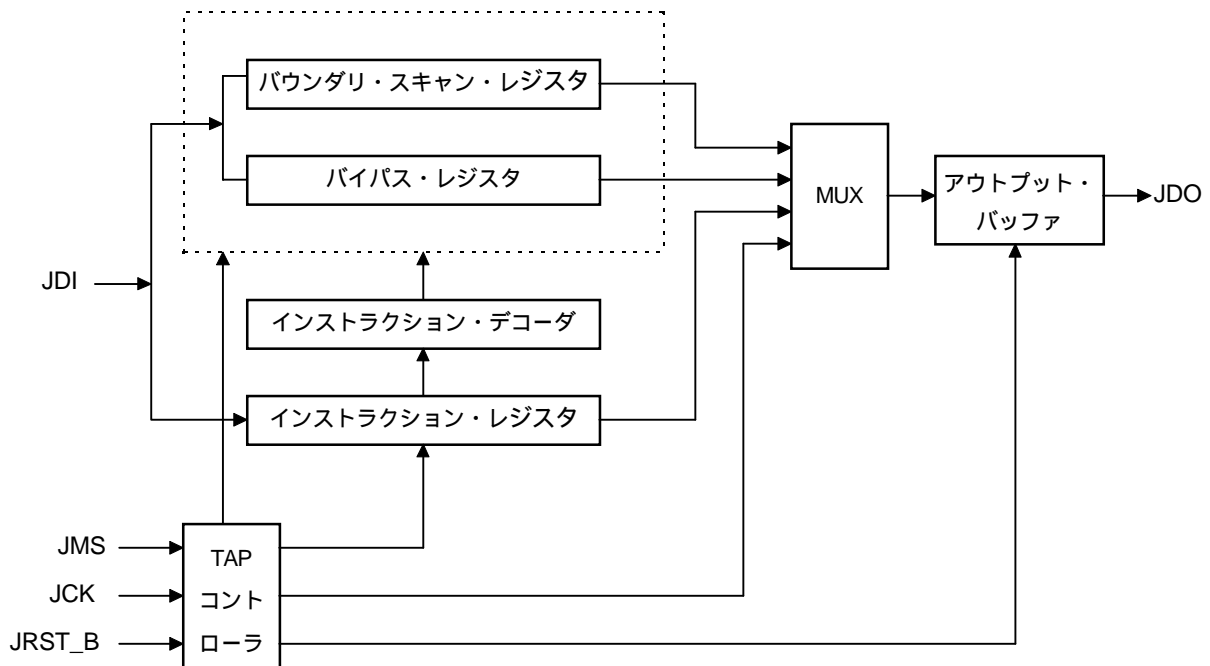 バウンダリ・スキャン・レジスタ
バイパス・レジスタ
MUX
アウトプット・
バッファ
JDO
JDI
インストラクション・デコーダ
インストラクション・レジスタ
JMS
JCK
JRST_B
TAP
コント
ローラ